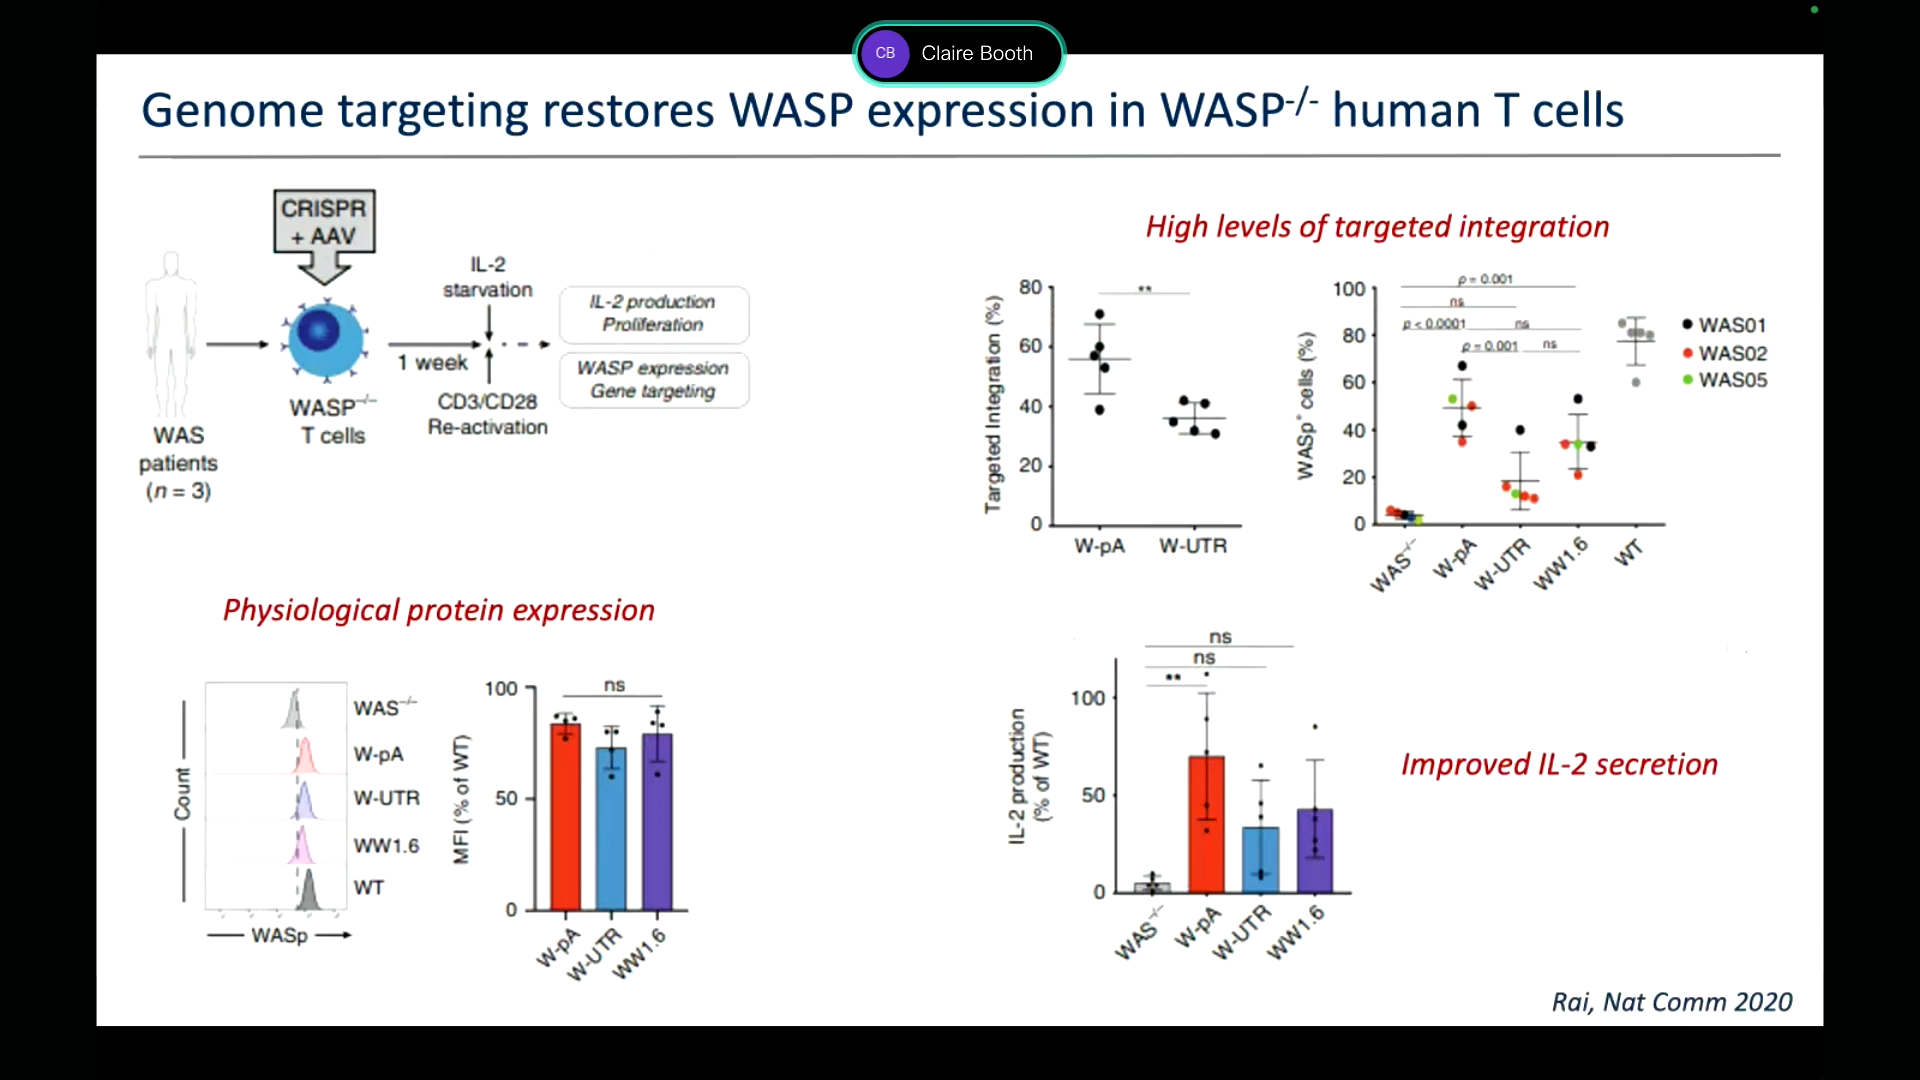 CB Claire Booth
Genome targeting restores WASP expression in WASP-/- human T cells
CRISPR
+ AAV
WAS
patients
(n = 3)
WASP-/-
T cells
1 week
IL-2
starvation
CD3/CD28
Re-activation
IL-2 production
Proliferation
WASP expression
Gene targeting
High levels of targeted integration
Targeted Integration (%)
80
60
40
20
0
**
W-pA
W-UTR
WASp+ cells (%)
100
80
60
40
20
0
p = 0.001
ns
p < 0.0001
ns
p = 0.001
ns
WAS-/-
W-pA
W-UTR
WW1.6
WT
WAS01
WAS02
WAS05
Physiological protein expression
Count
WAS-/-
W-pA
W-UTR
WW1.6
WT
WASp
MFI (% of WT)
100
50
0
ns
W-pA
W-UTR
WW1.6
IL-2 production
(% of WT)
100
50
0
ns
ns
**
WAS-/-
W-pA
W-UTR
WW1.6
Improved IL-2 secretion
Rai, Nat Comm 2020